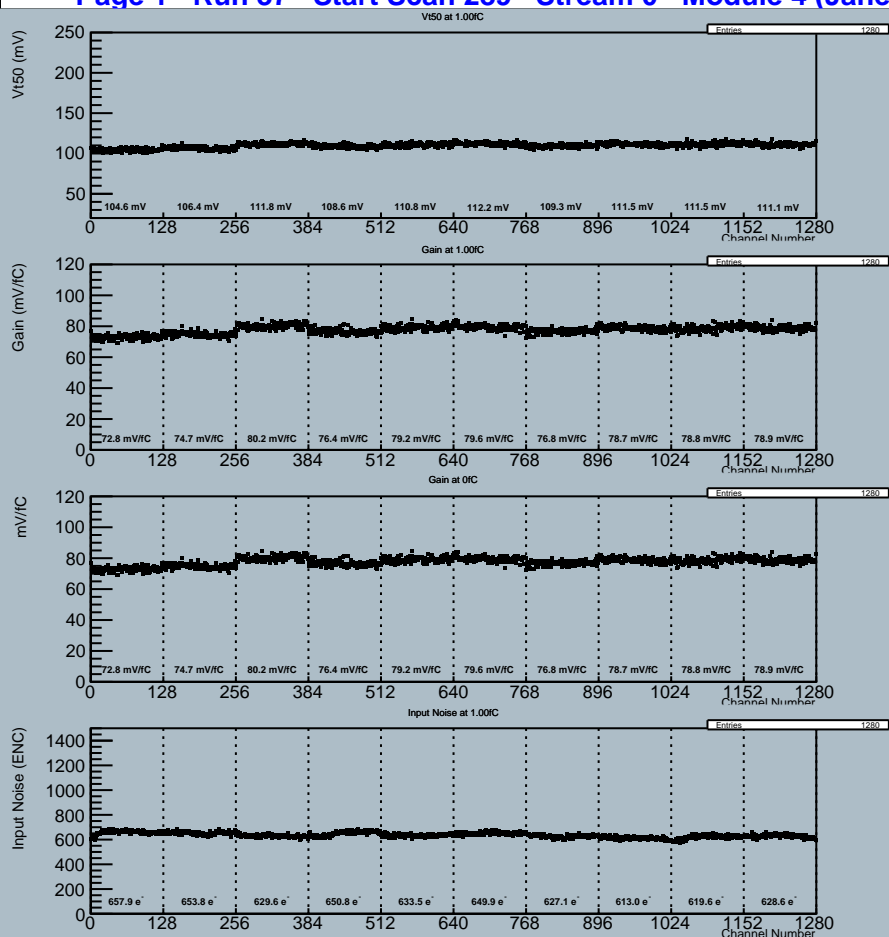 Vt50 at 1.00fC
Entries 1280
Vt50 (mV)
250
200
150
100
50
104.6 mV 106.4 mV 111.8 mV 108.6 mV 110.8 mV 112.2 mV 109.3 mV 111.5 mV 111.5 mV 111.1 mV
0 128 256 384 512 640 768 896 1024 1152 1280
Channel Number
Gain at 1.00fC
Entries 1280
Gain (mV/fC)
120
100
80
60
40
20
0
72.8 mV/fC 74.7 mV/fC 80.2 mV/fC 76.4 mV/fC 79.2 mV/fC 79.6 mV/fC 76.8 mV/fC 78.7 mV/fC 78.8 mV/fC 78.9 mV/fC
0 128 256 384 512 640 768 896 1024 1152 1280
Channel Number
Gain at 0fC
Entries 1280
mV/fC
120
100
80
60
40
20
0
72.8 mV/fC 74.7 mV/fC 80.2 mV/fC 76.4 mV/fC 79.2 mV/fC 79.6 mV/fC 76.8 mV/fC 78.7 mV/fC 78.8 mV/fC 78.9 mV/fC
0 128 256 384 512 640 768 896 1024 1152 1280
Channel Number
Input Noise at 1.00fC
Entries 1280
Input Noise (ENC)
1400
1200
1000
800
600
400
200
0
657.9 e⁻ 653.8 e⁻ 629.6 e⁻ 650.8 e⁻ 633.5 e⁻ 649.9 e⁻ 627.1 e⁻ 613.0 e⁻ 619.6 e⁻ 628.6 e⁻
0 128 256 384 512 640 768 896 1024 1152 1280
Channel Number